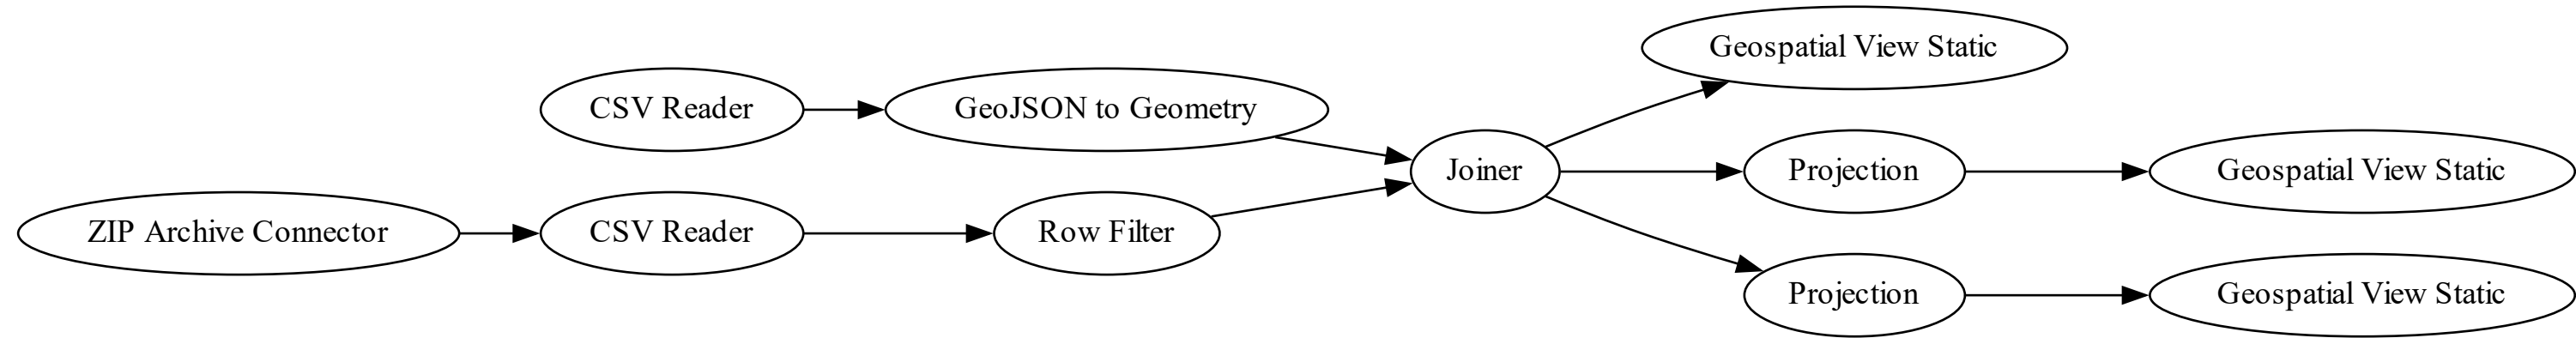 Geospatial View Static
CSV Reader
GeoJSON to Geometry
Joiner
Projection
Geospatial View Static
ZIP Archive Connector
CSV Reader
Row Filter
Projection
Geospatial View Static